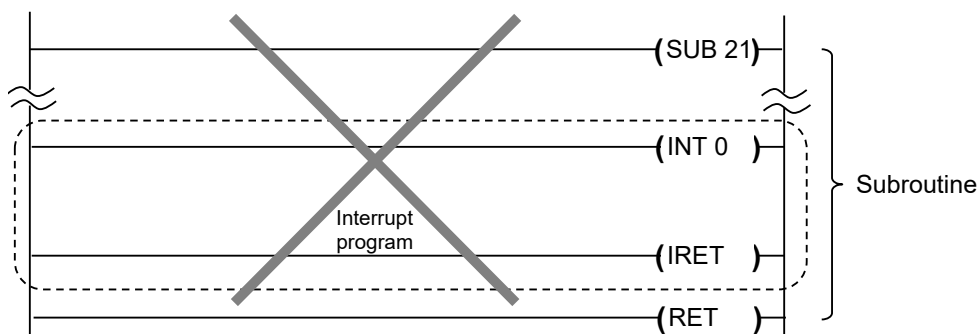 (SUB 21 )
(INT 0 )
Subroutine
Interrupt
program
(IRET )
(RET )